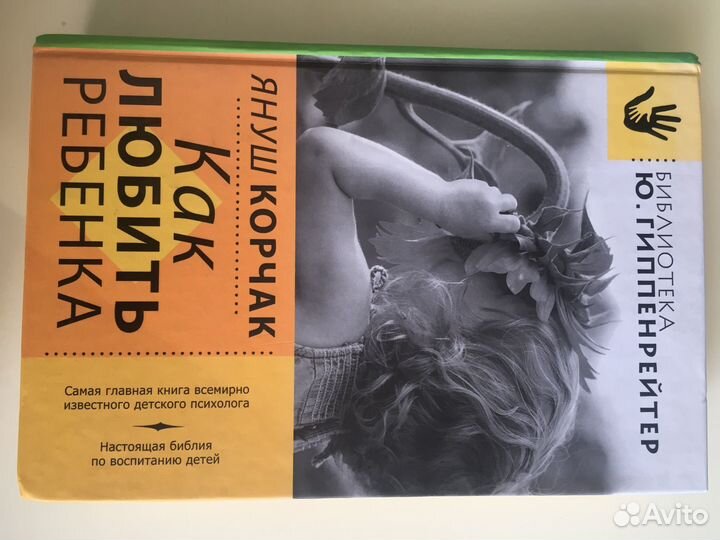 БИБЛИОТЕКА
Ю. ГИППЕНРЕЙТЕР
ЯНУШ КОРЧАК
Как
ЛЮБИТЬ
РЕБЕНКА
Самая главная книга всемирно
известного детского психолога
Настоящая библия
по воспитанию детей
Avito